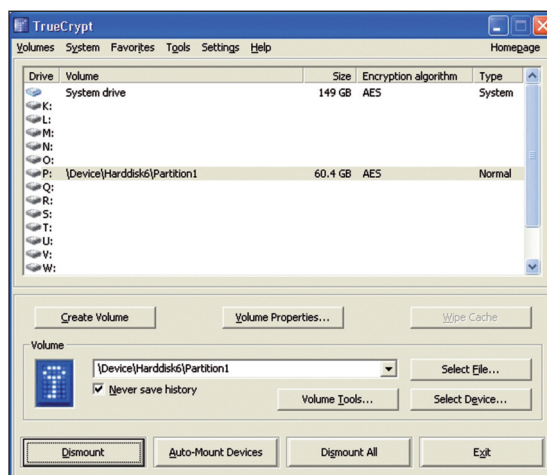 TrueCrypt
Volumes System Favorites Tools Settings Help Homepage
Drive Volume Size Encryption algorithm Type
System drive 149 GB AES System
K:
L:
M:
N:
O:
P: \Device\Harddisk6\Partition1 60.4 GB AES Normal
Q:
R:
S:
T:
U:
V:
W:
Create Volume Volume Properties... Wipe Cache
Volume
\Device\Harddisk6\Partition1 Select File...
Never save history Volume Tools... Select Device...
Dismount Auto-Mount Devices Dismount All Exit